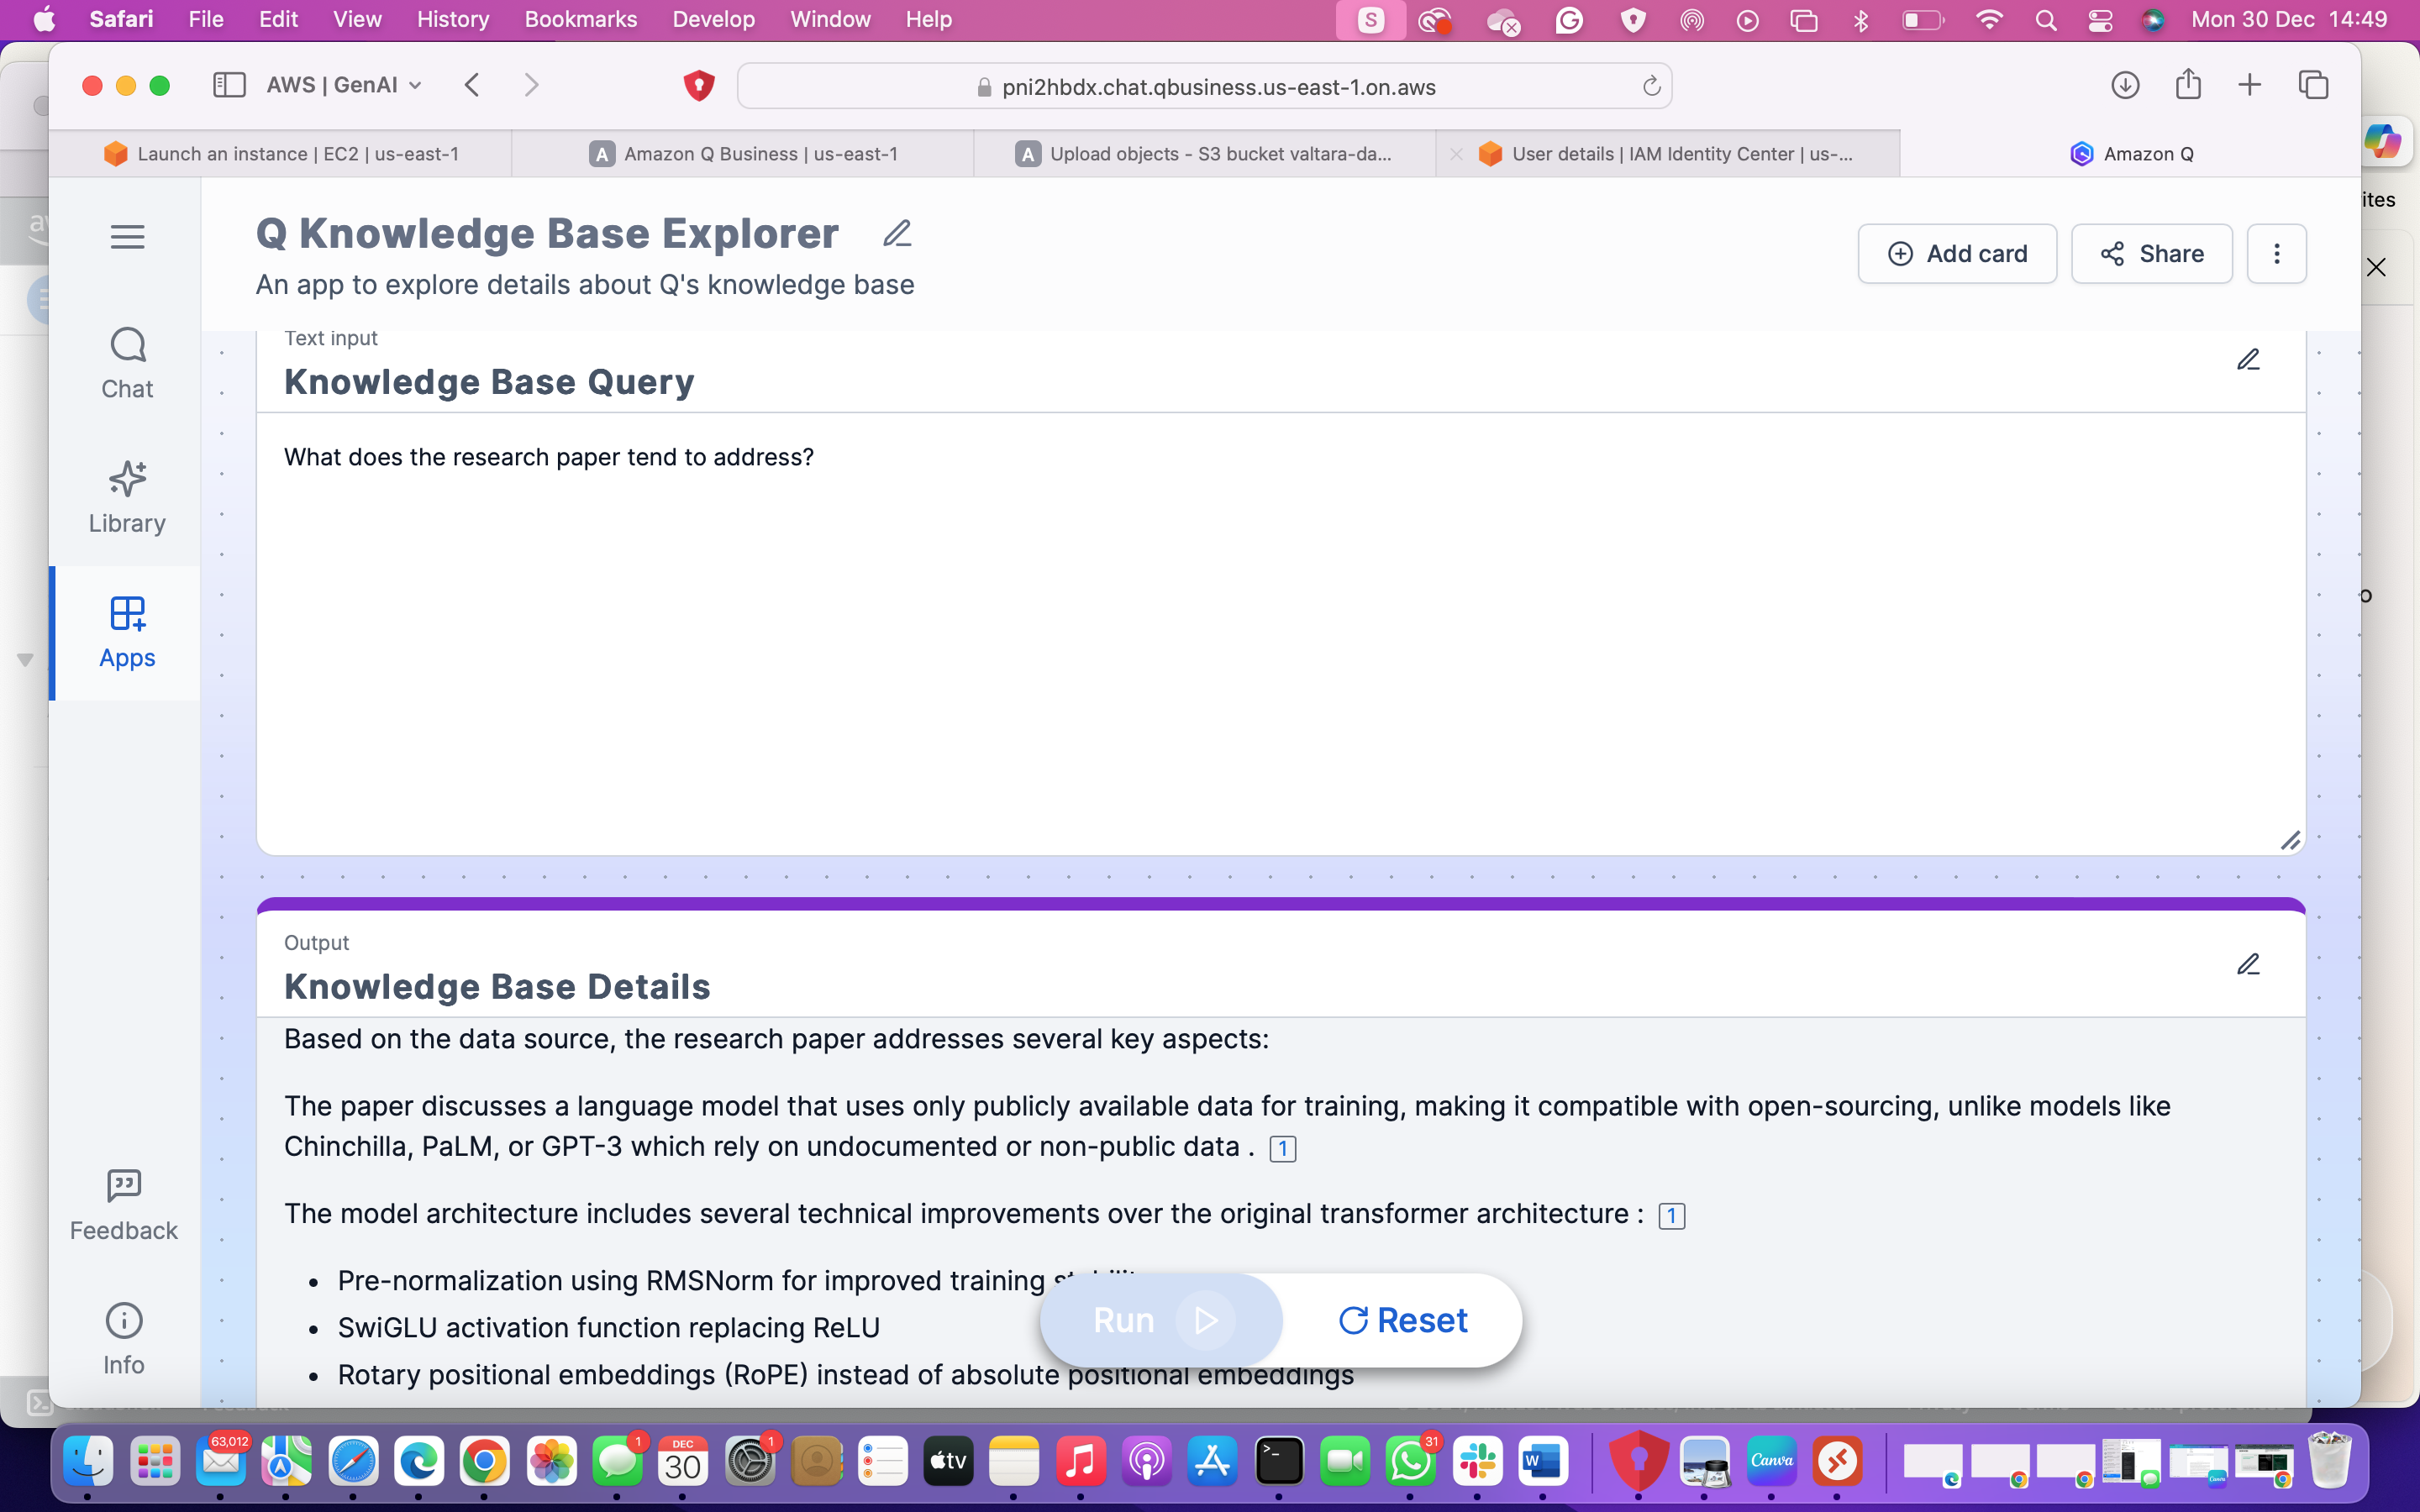 Safari File Edit View History Bookmarks Develop Window Help S Mon 30 Dec 14:49
AWS | GenAI pni2hbdx.chat.qbusiness.us-east-1.on.aws
Launch an instance | EC2 | us-east-1 A Amazon Q Business | us-east-1 A Upload objects - S3 bucket valtara-da... User details | IAM Identity Center | us-... Amazon Q
ites
Q Knowledge Base Explorer
Add card Share
An app to explore details about Q's knowledge base
Text input
Knowledge Base Query
Chat
What does the research paper tend to address?
Library
Apps
Output
Knowledge Base Details
Based on the data source, the research paper addresses several key aspects:
The paper discusses a language model that uses only publicly available data for training, making it compatible with open-sourcing, unlike models like
Chinchilla, PaLM, or GPT-3 which rely on undocumented or non-public data . 1
The model architecture includes several technical improvements over the original transformer architecture : 1
Feedback
• Pre-normalization using RMSNorm for improved training
Run Reset
• SwiGLU activation function replacing ReLU
Info
• Rotary positional embeddings (RoPE) instead of absolute positional embeddings
63,012 1 DEC 30 1 tv 31 W Canva